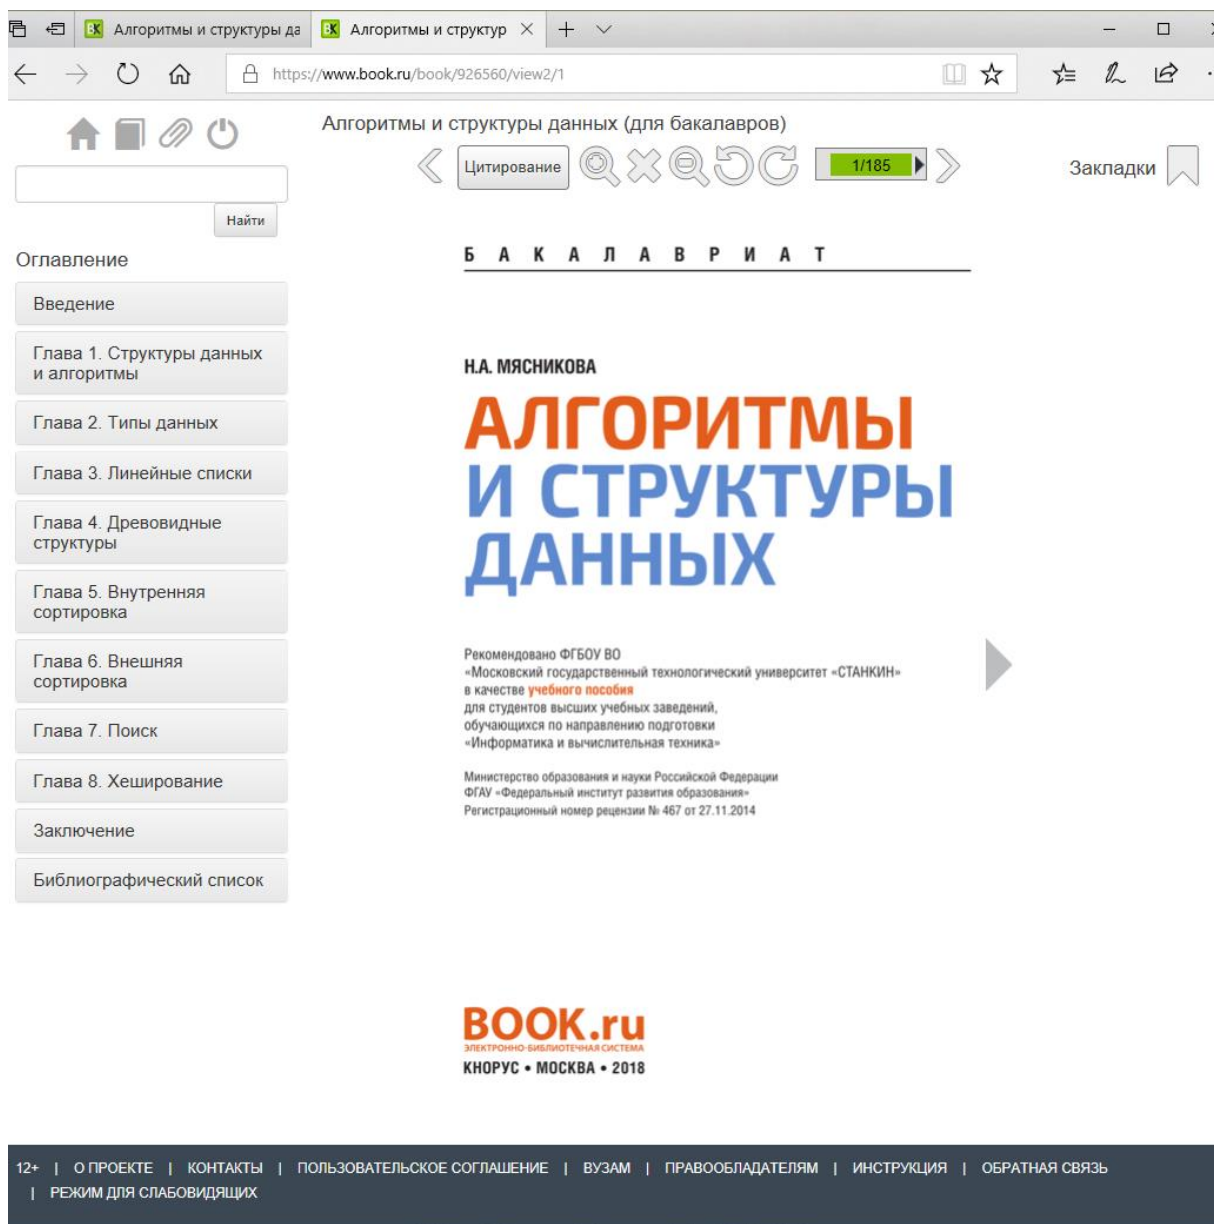 Алгоритмы и структуры да
Алгоритмы и структур
https://www.book.ru/book/926560/view2/1
Алгоритмы и структуры данных (для бакалавров)
Цитирование
1/185
Закладки
Найти
Оглавление
Введение
Глава 1. Структуры данных
и алгоритмы
Глава 2. Типы данных
Глава 3. Линейные списки
Глава 4. Древовидные
структуры
Глава 5. Внутренняя
сортировка
Глава 6. Внешняя
сортировка
Глава 7. Поиск
Глава 8. Хеширование
Заключение
Библиографический список
БАКАЛАВРИАТ
Н.А. МЯСНИКОВА
АЛГОРИТМЫ
И СТРУКТУРЫ
ДАННЫХ
Рекомендовано ФГБОУ ВО
«Московский государственный технологический университет «СТАНКИН»
в качестве учебного пособия
для студентов высших учебных заведений,
обучающихся по направлению подготовки
«Информатика и вычислительная техника»
Министерство образования и науки Российской Федерации
ФГАУ «Федеральный институт развития образования»
Регистрационный номер рецензии № 467 от 27.11.2014
BOOK.ru
ЭЛЕКТРОННО-БИБЛИОТЕЧНАЯ СИСТЕМА
КНОРУС • МОСКВА • 2018
12+ | О ПРОЕКТЕ | КОНТАКТЫ | ПОЛЬЗОВАТЕЛЬСКОЕ СОГЛАШЕНИЕ | ВУЗАМ | ПРАВООБЛАДАТЕЛЯМ | ИНСТРУКЦИЯ | ОБРАТНАЯ СВЯЗЬ
| РЕЖИМ ДЛЯ СЛАБОВИДЯЩИХ